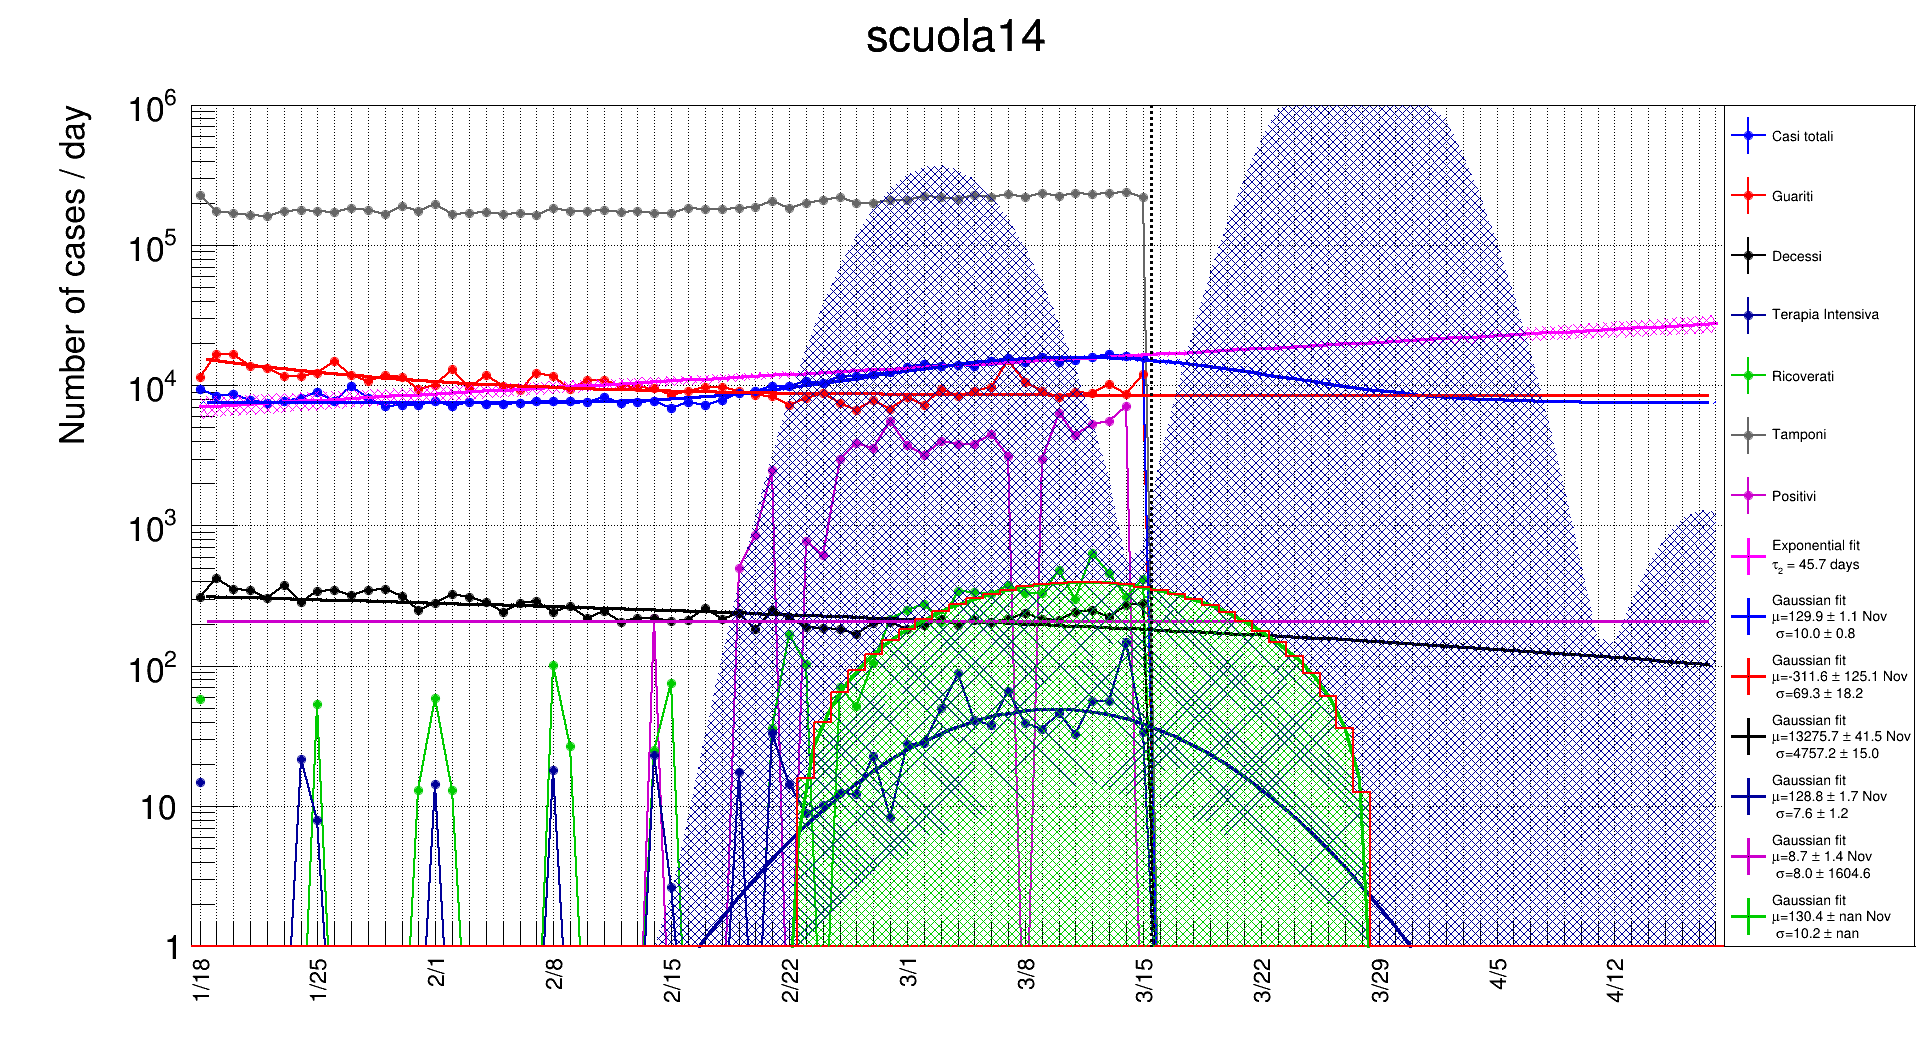 scuola14
Number of cases / day
10^6
10^5
10^4
10^3
10^2
10
1
1/18
1/25
2/1
2/8
2/15
2/22
3/1
3/8
3/15
3/22
3/29
4/5
4/12
Casi totali
Guariti
Decessi
Terapia Intensiva
Ricoverati
Tamponi
Positivi
Exponential fit
τ₂ = 45.7 days
Gaussian fit
μ=129.9 ± 1.1 Nov
σ=10.0 ± 0.8
Gaussian fit
μ=-311.6 ± 125.1 Nov
σ=69.3 ± 18.2
Gaussian fit
μ=13275.7 ± 41.5 Nov
σ=4757.2 ± 15.0
Gaussian fit
μ=128.8 ± 1.7 Nov
σ=7.6 ± 1.2
Gaussian fit
μ=8.7 ± 1.4 Nov
σ=8.0 ± 1604.6
Gaussian fit
μ=130.4 ± nan Nov
σ=10.2 ± nan